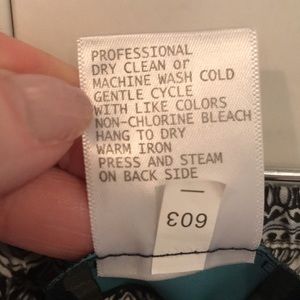 PROFESSIONAL
DRY CLEAN or
MACHINE WASH COLD
GENTLE CYCLE
WITH LIKE COLORS
NON-CHLORINE BLEACH
HANG TO DRY
WARM IRON
PRESS AND STEAM
ON BACK SIDE
603